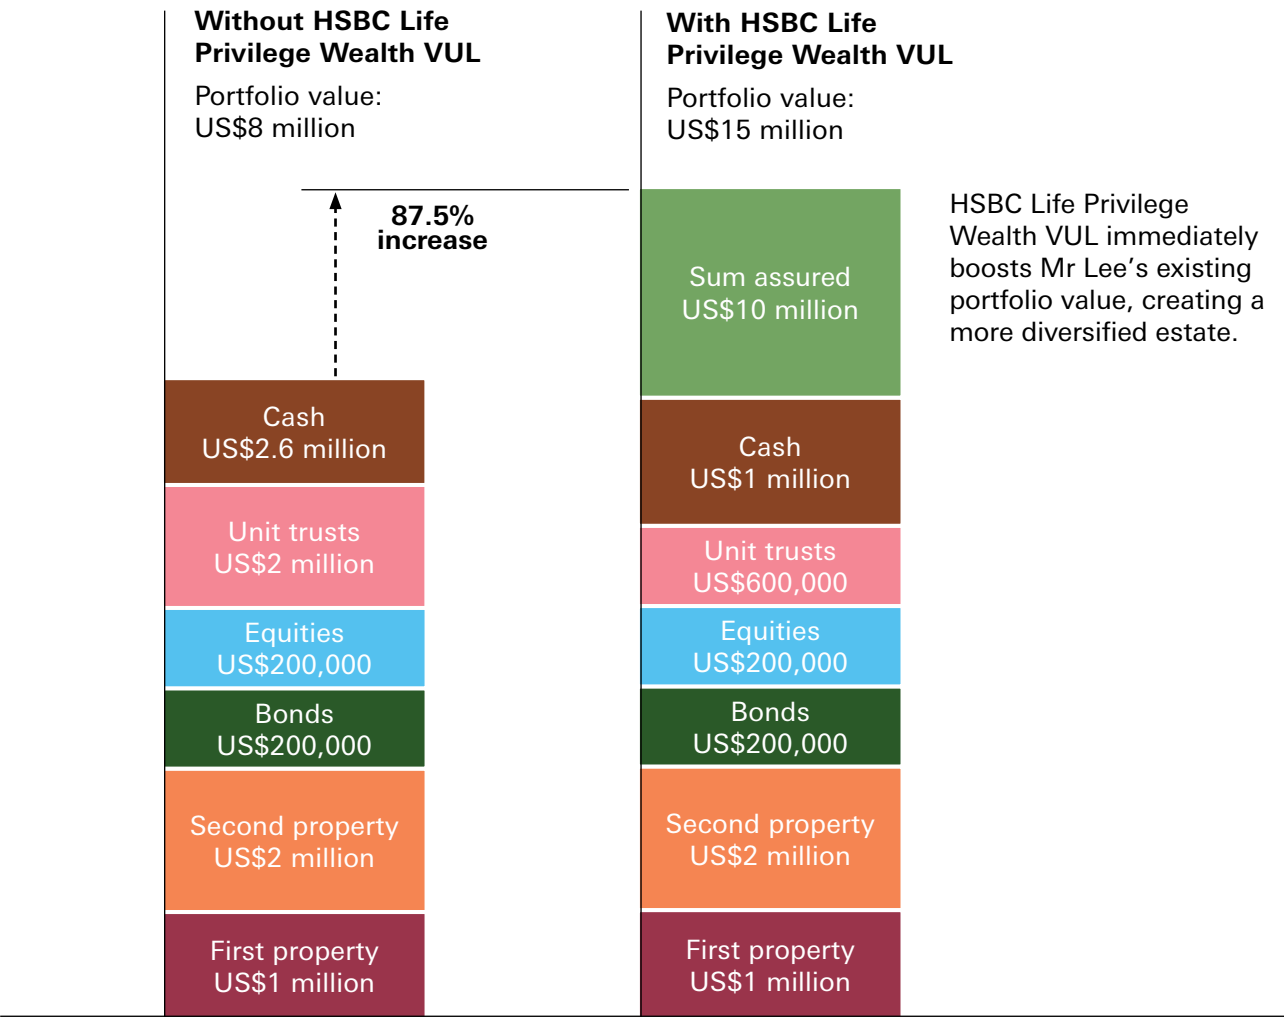 Without HSBC Life
Privilege Wealth VUL
Portfolio value:
US$8 million
87.5%
increase
Cash
US$2.6 million
Unit trusts
US$2 million
Equities
US$200,000
Bonds
US$200,000
Second property
US$2 million
First property
US$1 million
With HSBC Life
Privilege Wealth VUL
Portfolio value:
US$15 million
Sum assured
US$10 million
Cash
US$1 million
Unit trusts
US$600,000
Equities
US$200,000
Bonds
US$200,000
Second property
US$2 million
First property
US$1 million
HSBC Life Privilege
Wealth VUL immediately
boosts Mr Lee’s existing
portfolio value, creating a
more diversified estate.